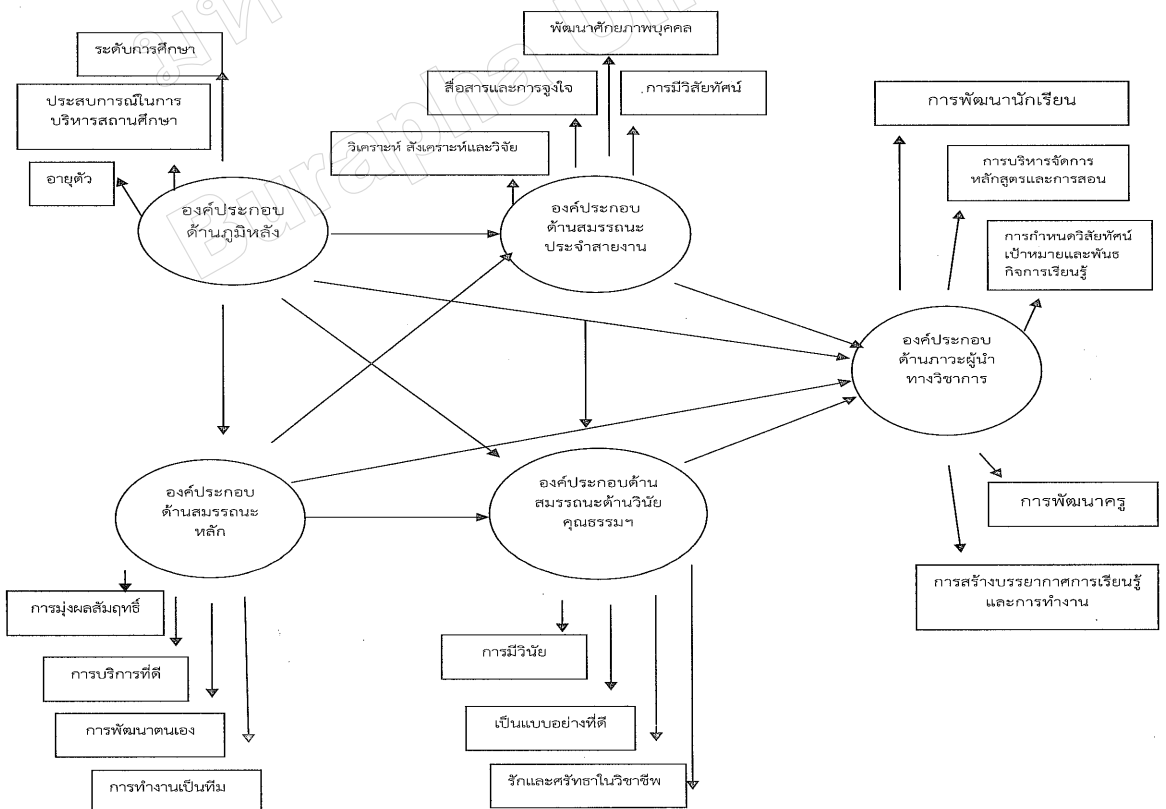 พัฒนาศักยภาพบุคคล
ระดับการศึกษา
สื่อสารและการจูงใจ
.การมีวิสัยทัศน์
ประสบการณ์ในการ
บริหารสถานศึกษา
วิเคราะห์ สังเคราะห์และวิจัย
อายุตัว
การพัฒนานักเรียน
การบริหารจัดการ
หลักสูตรและการสอน
การกำหนดวิสัยทัศน์
เป้าหมายและพันธ
กิจการเรียนรู้
องค์ประกอบ
ด้านภูมิหลัง
องค์ประกอบ
ด้านสมรรถนะ
ประจำสายงาน
องค์ประกอบ
ด้านภาวะผู้นำ
ทางวิชาการ
องค์ประกอบ
ด้านสมรรถนะ
หลัก
องค์ประกอบด้าน
สมรรถนะด้านวินัย
คุณธรรมฯ
การพัฒนาครู
การสร้างบรรยากาศการเรียนรู้
และการทำงาน
การมุ่งผลสัมฤทธิ์
การบริการที่ดี
การพัฒนาตนเอง
การทำงานเป็นทีม
การมีวินัย
เป็นแบบอย่างที่ดี
รักและศรัทธาในวิชาชีพ
Burapha